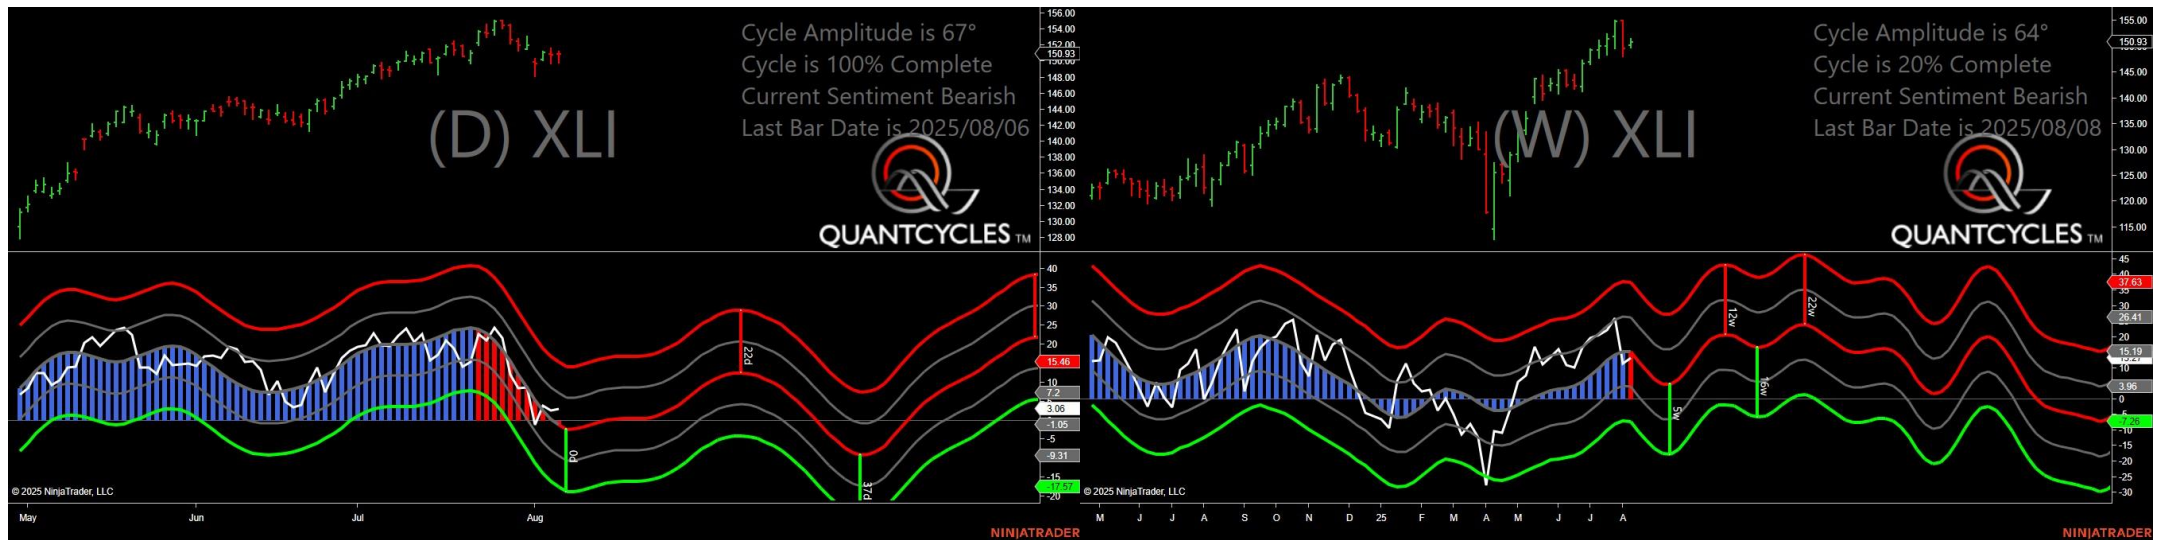 Cycle Amplitude is 67°
Cycle is 100% Complete
Current Sentiment Bearish
Last Bar Date is 2025/08/06
(D) XLI
QUANTCYCLES TM
156.00
154.00
152.00
150.93
150.00
148.00
146.00
144.00
142.00
140.00
138.00
136.00
134.00
132.00
130.00
128.00
40
35
30
25
20
15.46
10
7.2
3.06
-1.05
-5
-9.31
-15
-17.57
-20
0d
22d
37d
© 2025 NinjaTrader, LLC
May Jun Jul Aug
NINJATRADER
Cycle Amplitude is 64°
Cycle is 20% Complete
Current Sentiment Bearish
Last Bar Date is 2025/08/08
(W) XLI
QUANTCYCLES TM
155.00
150.93
145.00
140.00
135.00
130.00
125.00
120.00
115.00
45
40
37.63
35
30
26.41
20
15.19
3.96
0
-5
-7.26
-10
-15
-20
-25
-30
5w
12w
16w
22w
© 2025 NinjaTrader, LLC
M J J A S O N D 25 F M A M J J A
NINJATRADER